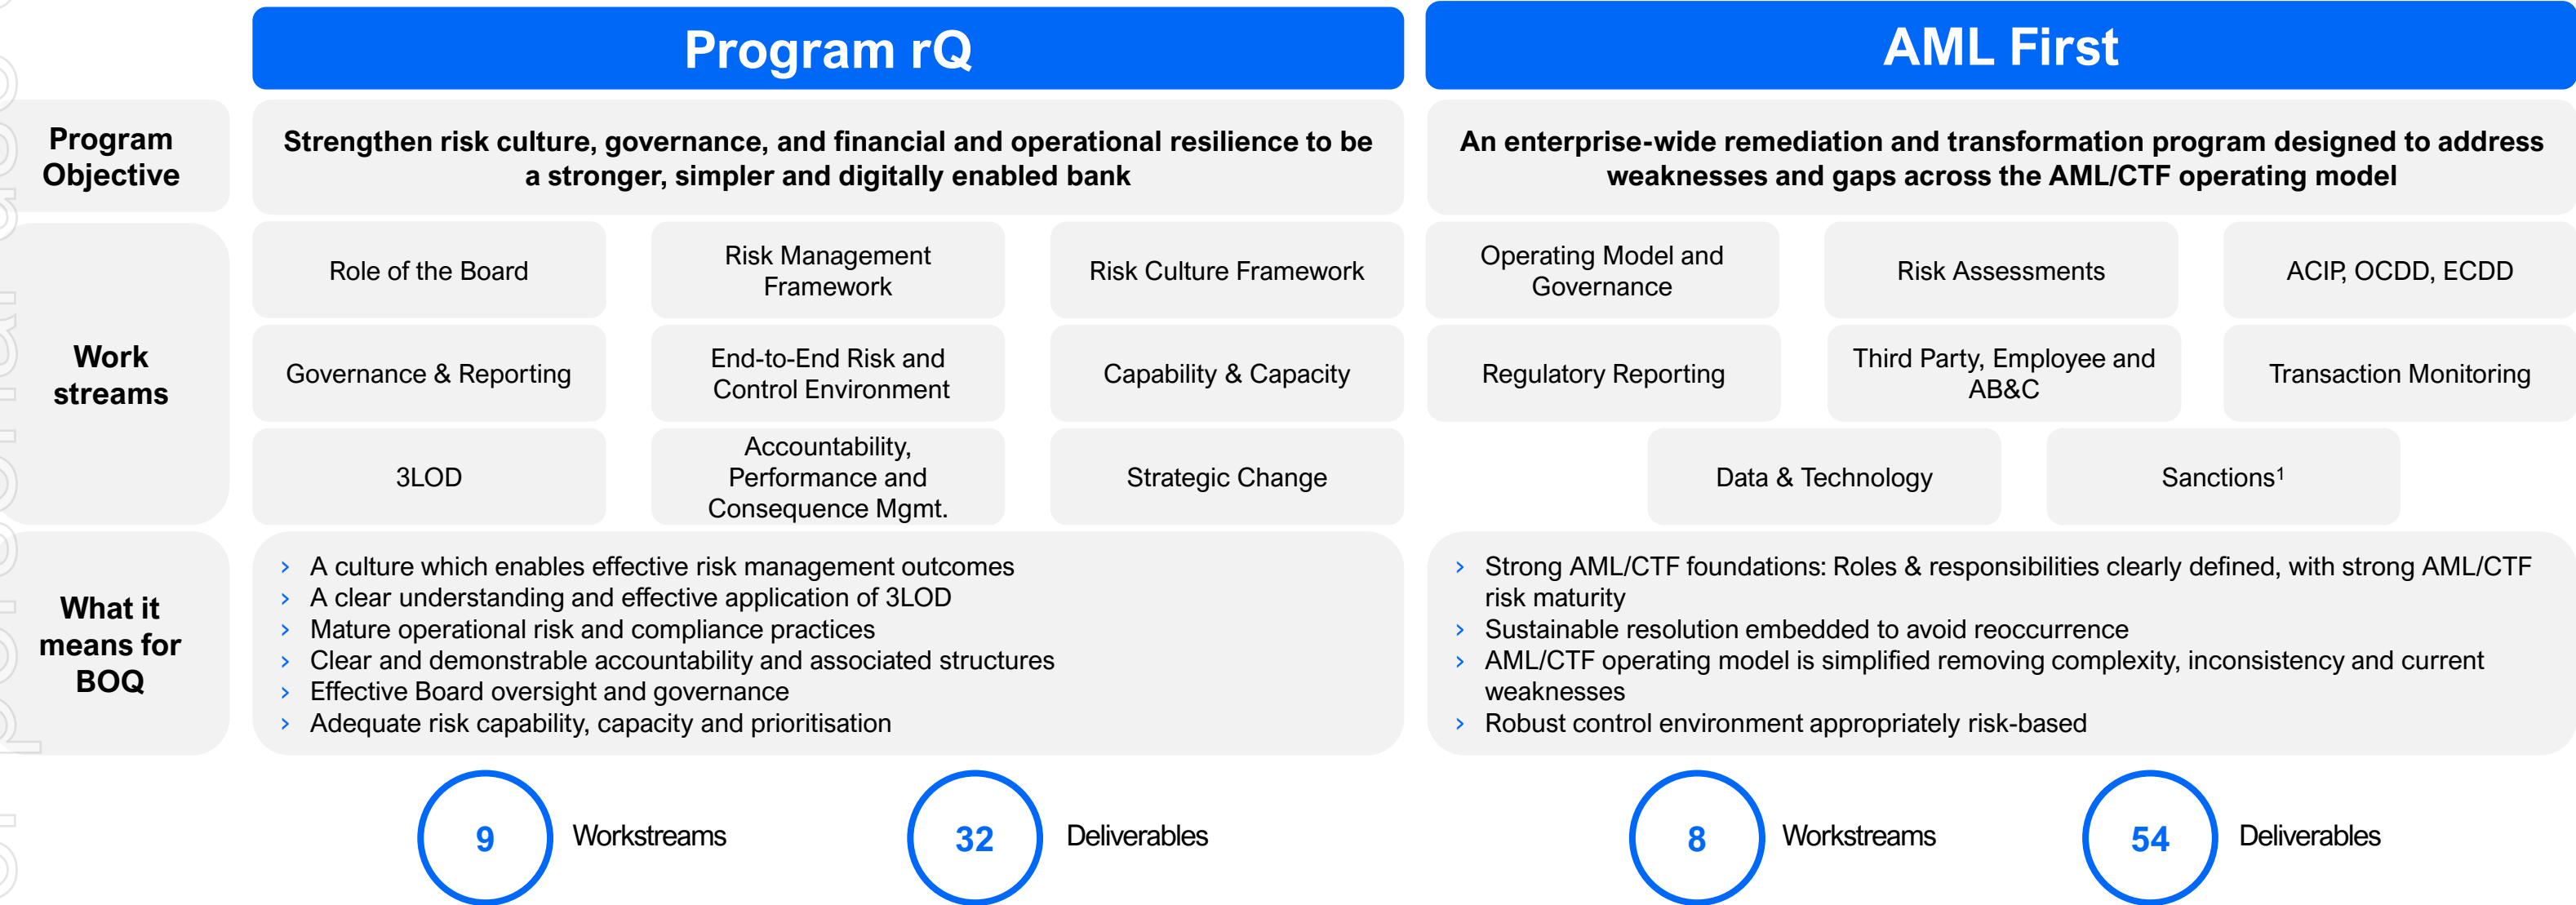 Program rQ
AML First
Program
Objective
Strengthen risk culture, governance, and financial and operational resilience to be
a stronger, simpler and digitally enabled bank
An enterprise-wide remediation and transformation program designed to address
weaknesses and gaps across the AML/CTF operating model
Work
streams
Role of the Board
Risk Management
Framework
Risk Culture Framework
Governance & Reporting
End-to-End Risk and
Control Environment
Capability & Capacity
3LOD
Accountability,
Performance and
Consequence Mgmt.
Strategic Change
Operating Model and
Governance
Risk Assessments
ACIP, OCDD, ECDD
Regulatory Reporting
Third Party, Employee and
AB&C
Transaction Monitoring
Data & Technology
Sanctions¹
What it
means for
BOQ
› A culture which enables effective risk management outcomes
› A clear understanding and effective application of 3LOD
› Mature operational risk and compliance practices
› Clear and demonstrable accountability and associated structures
› Effective Board oversight and governance
› Adequate risk capability, capacity and prioritisation
› Strong AML/CTF foundations: Roles & responsibilities clearly defined, with strong AML/CTF
risk maturity
› Sustainable resolution embedded to avoid reoccurrence
› AML/CTF operating model is simplified removing complexity, inconsistency and current
weaknesses
› Robust control environment appropriately risk-based
9 Workstreams
32 Deliverables
8 Workstreams
54 Deliverables